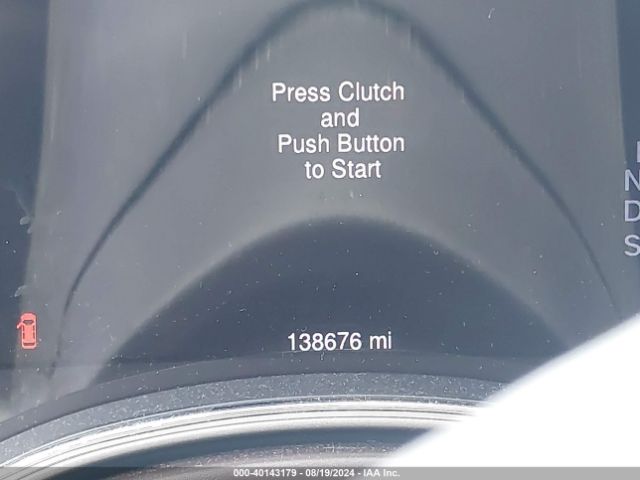 Press Clutch
and
Push Button
to Start
N
D
S
138676 mi
000-40143179 - 08/19/2024 - IAA Inc.